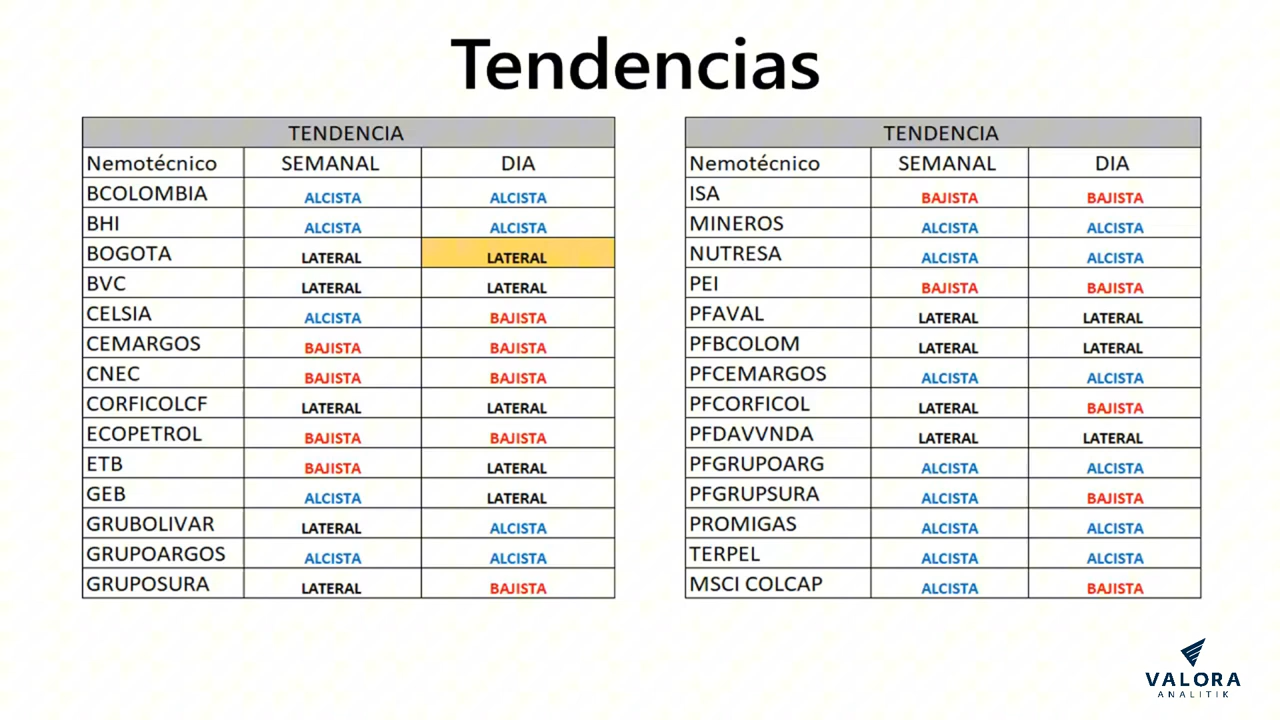 Tendencias
TENDENCIA
Nemotécnico SEMANAL DIA
BCOLOMBIA ALCISTA ALCISTA
BHI ALCISTA ALCISTA
BOGOTA LATERAL LATERAL
BVC LATERAL LATERAL
CELSIA ALCISTA BAJISTA
CEMARGOS BAJISTA BAJISTA
CNEC BAJISTA BAJISTA
CORFICOLCF LATERAL LATERAL
ECOPETROL BAJISTA BAJISTA
ETB BAJISTA LATERAL
GEB ALCISTA LATERAL
GRUBOLIVAR LATERAL ALCISTA
GRUPOARGOS ALCISTA ALCISTA
GRUPOSURA LATERAL BAJISTA
TENDENCIA
Nemotécnico SEMANAL DIA
ISA BAJISTA BAJISTA
MINEROS ALCISTA ALCISTA
NUTRESA ALCISTA ALCISTA
PEI BAJISTA BAJISTA
PFAVAL LATERAL LATERAL
PFBCOLOM LATERAL LATERAL
PFCEMARGOS ALCISTA ALCISTA
PFCORFICOL LATERAL BAJISTA
PFDAVVNDA LATERAL LATERAL
PFGRUPOARG ALCISTA ALCISTA
PFGRUPSURA ALCISTA BAJISTA
PROMIGAS ALCISTA ALCISTA
TERPEL ALCISTA ALCISTA
MSCI COLCAP ALCISTA BAJISTA
VALORA
ANALITIK